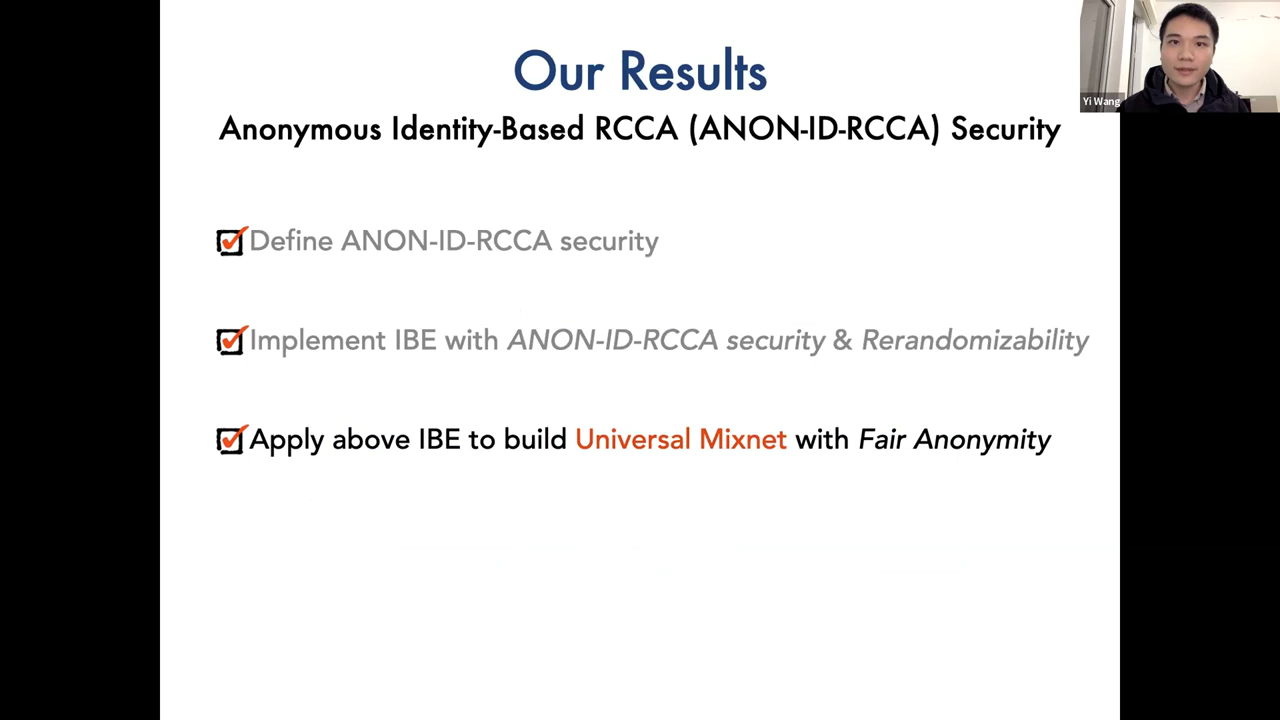 Our Results
Anonymous Identity-Based RCCA (ANON-ID-RCCA) Security
Define ANON-ID-RCCA security
Implement IBE with ANON-ID-RCCA security & Rerandomizability
Apply above IBE to build Universal Mixnet with Fair Anonymity
Yi Wang